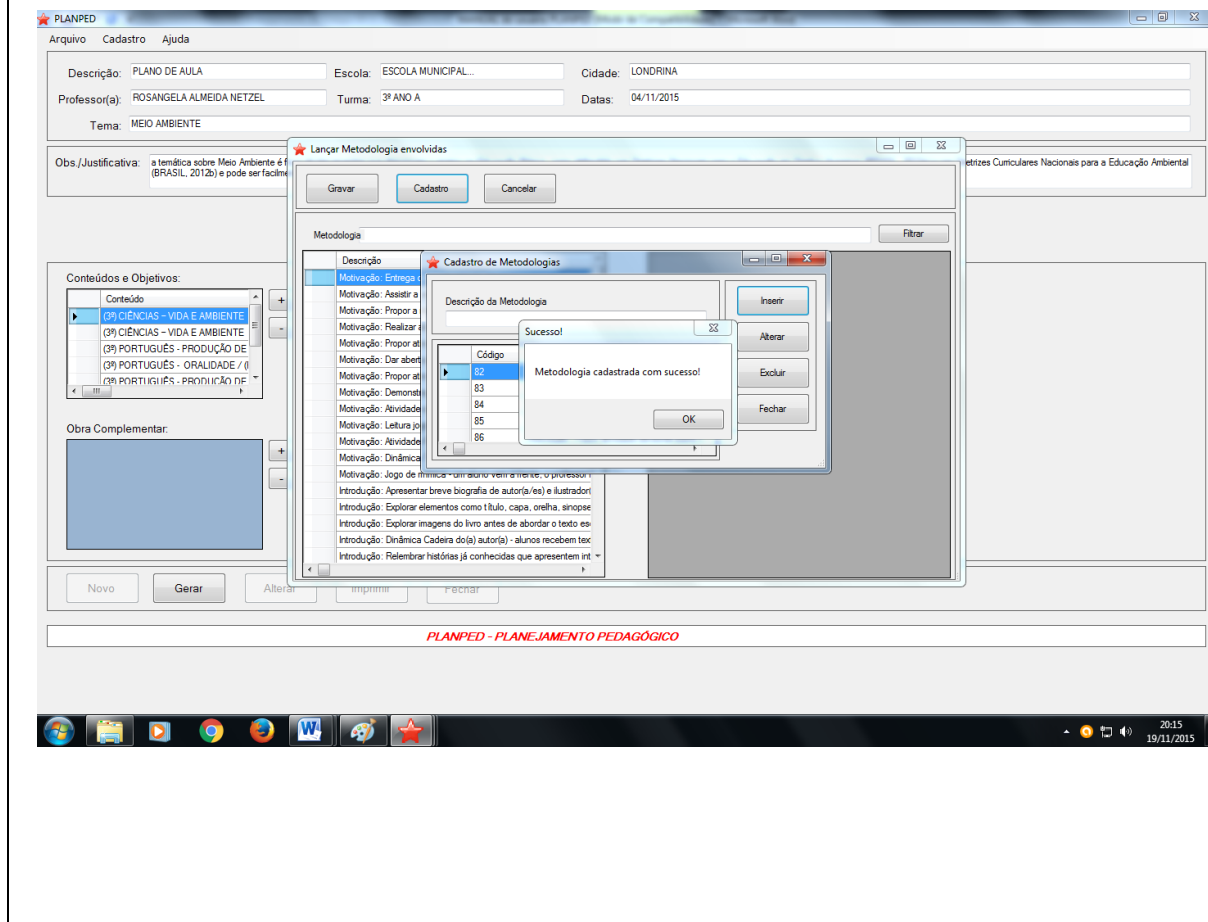 PLANPED
Arquivo Cadastro Ajuda
Descrição: PLANO DE AULA Escola: ESCOLA MUNICIPAL... Cidade: LONDRINA
Professor(a): ROSANGELA ALMEIDA NETZEL Turma: 3º ANO A Datas: 04/11/2015
Tema: MEIO AMBIENTE
Obs./Justificativa: a temática sobre Meio Ambiente é f
etrizes Curriculares Nacionais para a Educação Ambiental
(BRASIL, 2012b) e pode ser facilme
Lançar Metodologia envolvidas
Gravar Cadastro Cancelar
Metodologia Filtrar
Descrição
Motivação: Entrega
Motivação: Assistir a
Motivação: Propor a
Motivação: Realizar
Motivação: Propor at
Motivação: Dar abert
Motivação: Propor at
Motivação: Demonst
Motivação: Atividade
Motivação: Leitura jo
Motivação: Atividade
Motivação: Dinâmica
Motivação: Jogo de mímica - um aluno vem à frente, o professor
Introdução: Apresentar breve biografia de autor(a/es) e ilustrador(
Introdução: Explorar elementos como título, capa, orelha, sinopse
Introdução: Explorar imagens do livro antes de abordar o texto es
Introdução: Dinâmica Cadeira do(a) autor(a) - alunos recebem tex
Introdução: Relembrar histórias já conhecidas que apresentem int
Cadastro de Metodologias
Descrição da Metodologia
Inserir
Alterar
Excluir
Fechar
Código
82
83
84
85
86
Sucesso!
Metodologia cadastrada com sucesso!
OK
Conteúdos e Objetivos:
Conteúdo
(3º) CIÊNCIAS – VIDA E AMBIENTE
(3º) CIÊNCIAS – VIDA E AMBIENTE
(3º) PORTUGUÊS - PRODUÇÃO DE
(3º) PORTUGUÊS - ORALIDADE / (I
(3º) PORTUGUÊS - PRODUÇÃO DE
+
-
Obra Complementar:
+
-
Novo Gerar Alterar Imprimir Fechar
PLANPED - PLANEJAMENTO PEDAGÓGICO
20:15
19/11/2015